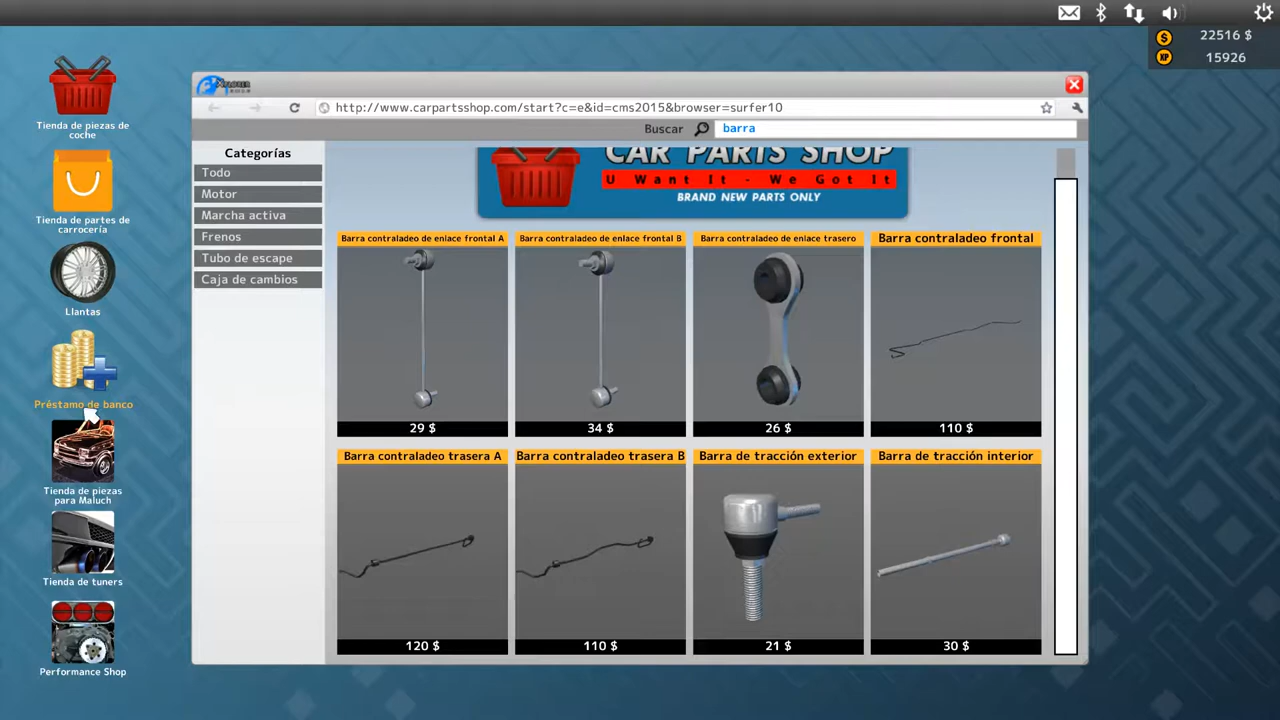 22516 $
15926
Tienda de piezas de
coche
Tienda de partes de
carrocería
Llantas
Préstamo de banco
Tienda de piezas
para Maluch
Tienda de tuners
Performance Shop
http://www.carpartsshop.com/start?c=e&id=cms2015&browser=surfer10
Buscar
barra
Categorías
Todo
Motor
Marcha activa
Frenos
Tubo de escape
Caja de cambios
CAR PARTS SHOP
U Want It - We Got It
BRAND NEW PARTS ONLY
Barra contraladeo de enlace frontal A
29 $
Barra contraladeo de enlace frontal B
34 $
Barra contraladeo de enlace trasero
26 $
Barra contraladeo frontal
110 $
Barra contraladeo trasera A
120 $
Barra contraladeo trasera B
110 $
Barra de tracción exterior
21 $
Barra de tracción interior
30 $